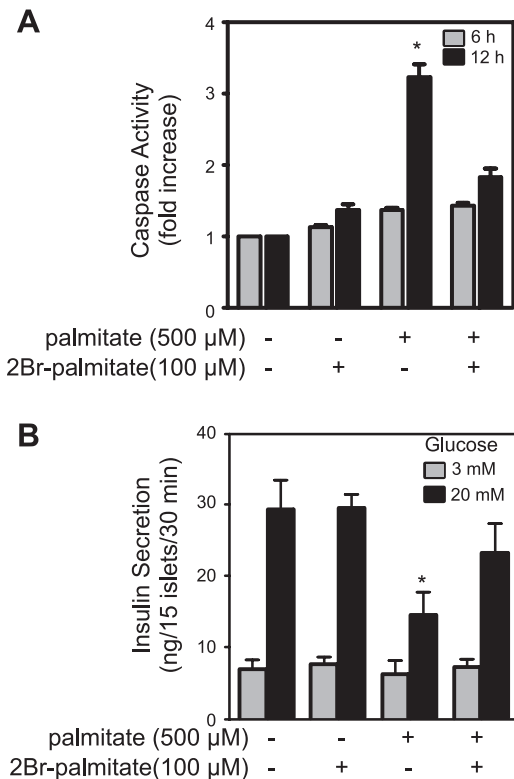 A
4
3
2
1
0
Caspase Activity
(fold increase)
*
6 h
12 h
palmitate (500 µM) - - + +
2Br-palmitate(100 µM) - + - +
B
40
30
20
10
0
Insulin Secretion
(ng/15 islets/30 min)
Glucose
3 mM
20 mM
*
palmitate (500 µM) - - + +
2Br-palmitate(100 µM) - + - +